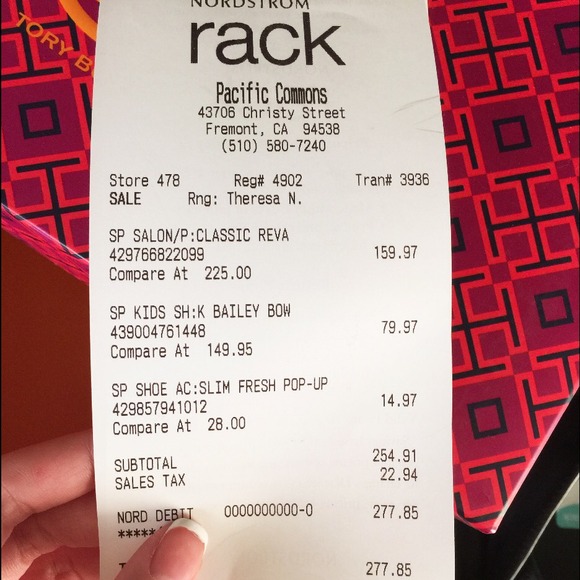 TORY B
NORDSTROM
rack
Pacific Commons
43706 Christy Street
Fremont, CA 94538
(510) 580-7240
Store 478 Reg# 4902 Tran# 3936
SALE Rng: Theresa N.
SP SALON/P:CLASSIC REVA
429766822099 159.97
Compare At 225.00
SP KIDS SH:K BAILEY BOW
439004761448 79.97
Compare At 149.95
SP SHOE AC:SLIM FRESH POP-UP
429857941012 14.97
Compare At 28.00
SUBTOTAL 254.91
SALES TAX 22.94
NORD DEBIT 0000000000-0 277.85
******
277.85